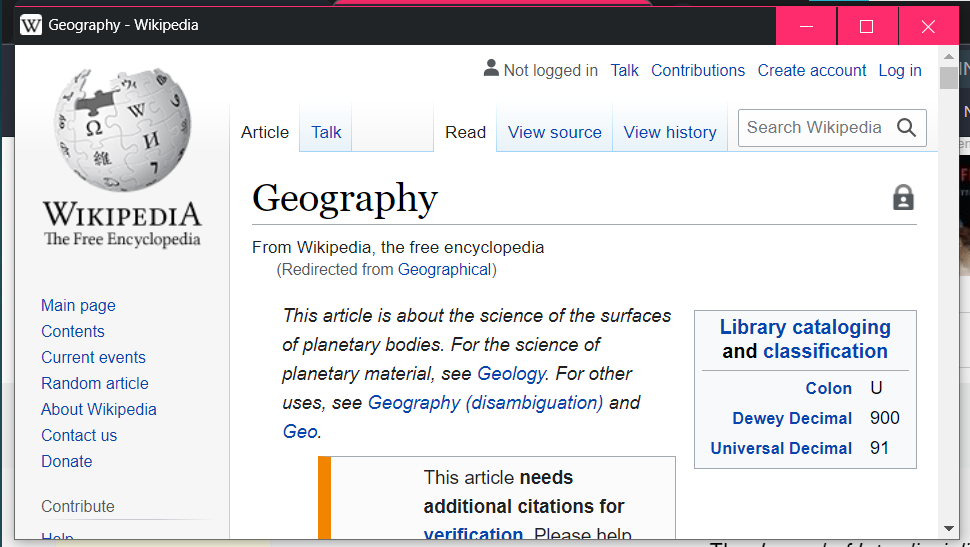 Geography - Wikipedia
Not logged in Talk Contributions Create account Log in
Article Talk Read View source View history Search Wikipedia
WIKIPEDIA
The Free Encyclopedia
Main page
Contents
Current events
Random article
About Wikipedia
Contact us
Donate
Contribute
Help
Geography
From Wikipedia, the free encyclopedia
(Redirected from Geographical)
This article is about the science of the surfaces
of planetary bodies. For the science of
planetary material, see Geology. For other
uses, see Geography (disambiguation) and
Geo.
Library cataloging
and classification
Colon U
Dewey Decimal 900
Universal Decimal 91
This article needs
additional citations for
verification. Please help